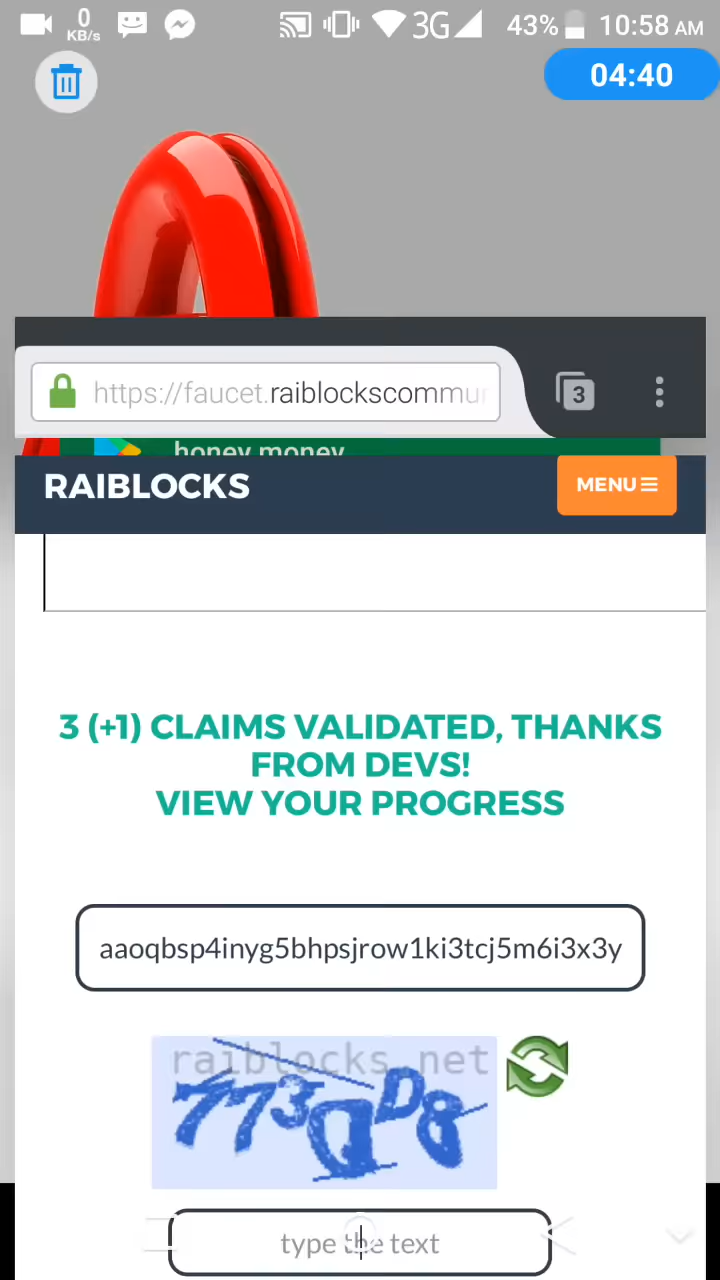 0
KB/s
3G
43%
10:58 AM
04:40
https://faucet.raiblockscommun
3
honey money
RAIBLOCKS
MENU
3 (+1) CLAIMS VALIDATED, THANKS
FROM DEVS!
VIEW YOUR PROGRESS
aaoqbsp4inyg5bhpsjrow1ki3tcj5m6i3x3y
raiblocks.net
type the text